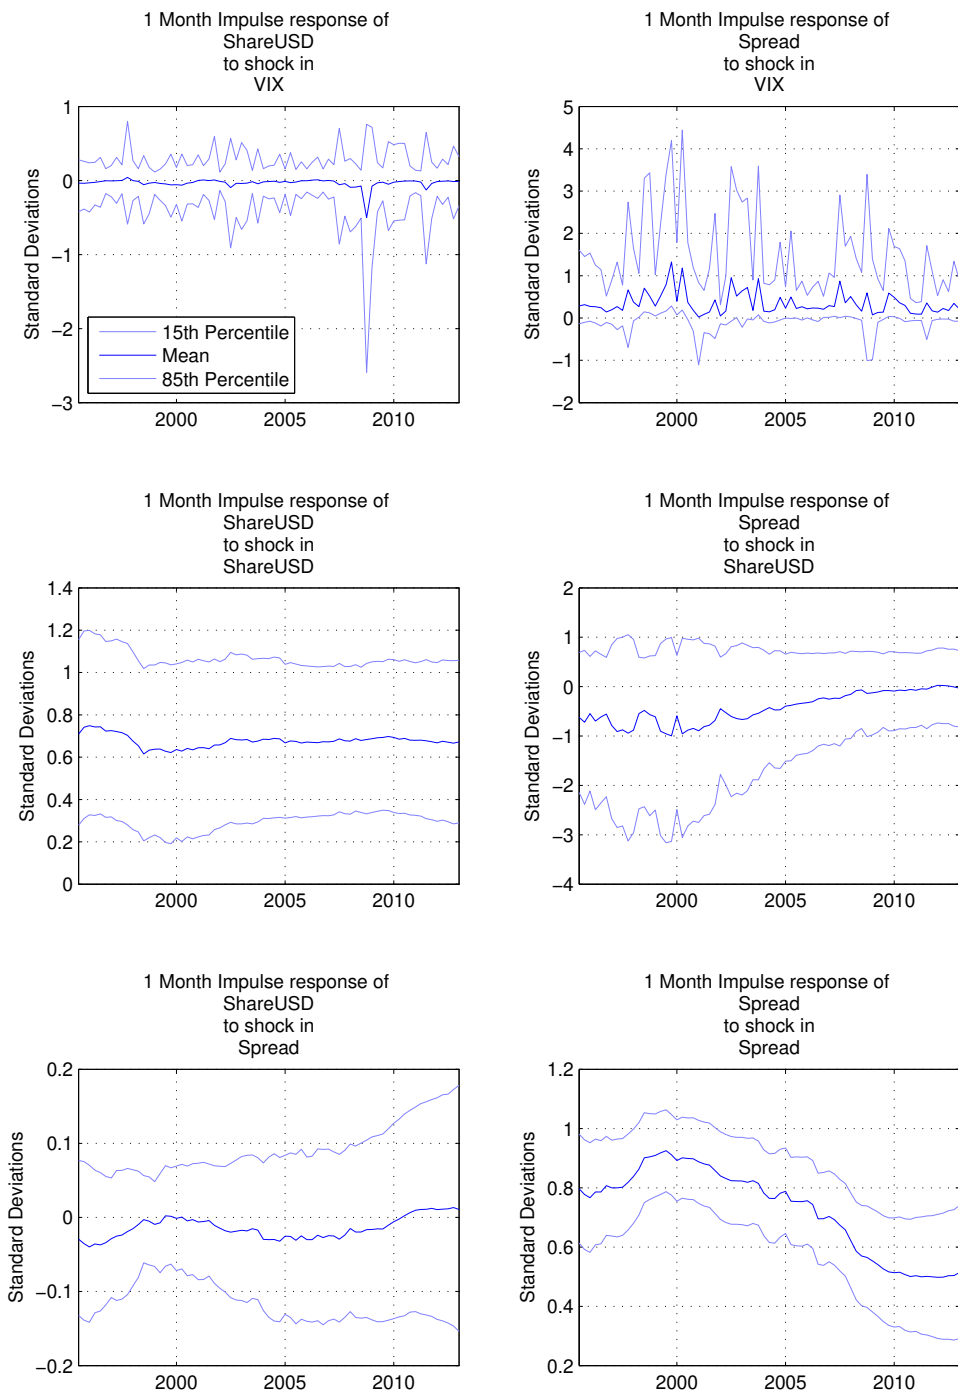 1 Month Impulse response of
ShareUSD
to shock in
VIX
Standard Deviations
1
0
−1
−2
−3
15th Percentile
Mean
85th Percentile
2000
2005
2010
1 Month Impulse response of
Spread
to shock in
VIX
Standard Deviations
5
4
3
2
1
0
−1
−2
2000
2005
2010
1 Month Impulse response of
ShareUSD
to shock in
ShareUSD
Standard Deviations
1.4
1.2
1
0.8
0.6
0.4
0.2
0
2000
2005
2010
1 Month Impulse response of
Spread
to shock in
ShareUSD
Standard Deviations
2
1
0
−1
−2
−3
−4
2000
2005
2010
1 Month Impulse response of
ShareUSD
to shock in
Spread
Standard Deviations
0.2
0.1
0
−0.1
−0.2
2000
2005
2010
1 Month Impulse response of
Spread
to shock in
Spread
Standard Deviations
1.2
1
0.8
0.6
0.4
0.2
2000
2005
2010